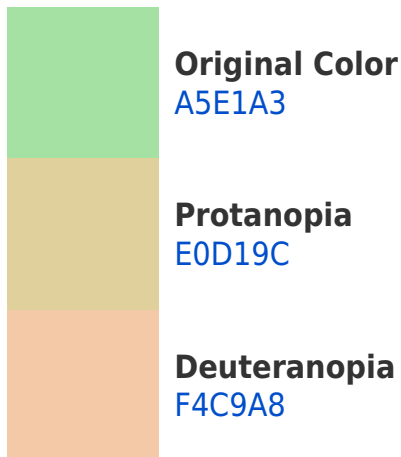 Original Color
A5E1A3
Protanopia
E0D19C
Deuteranopia
F4C9A8